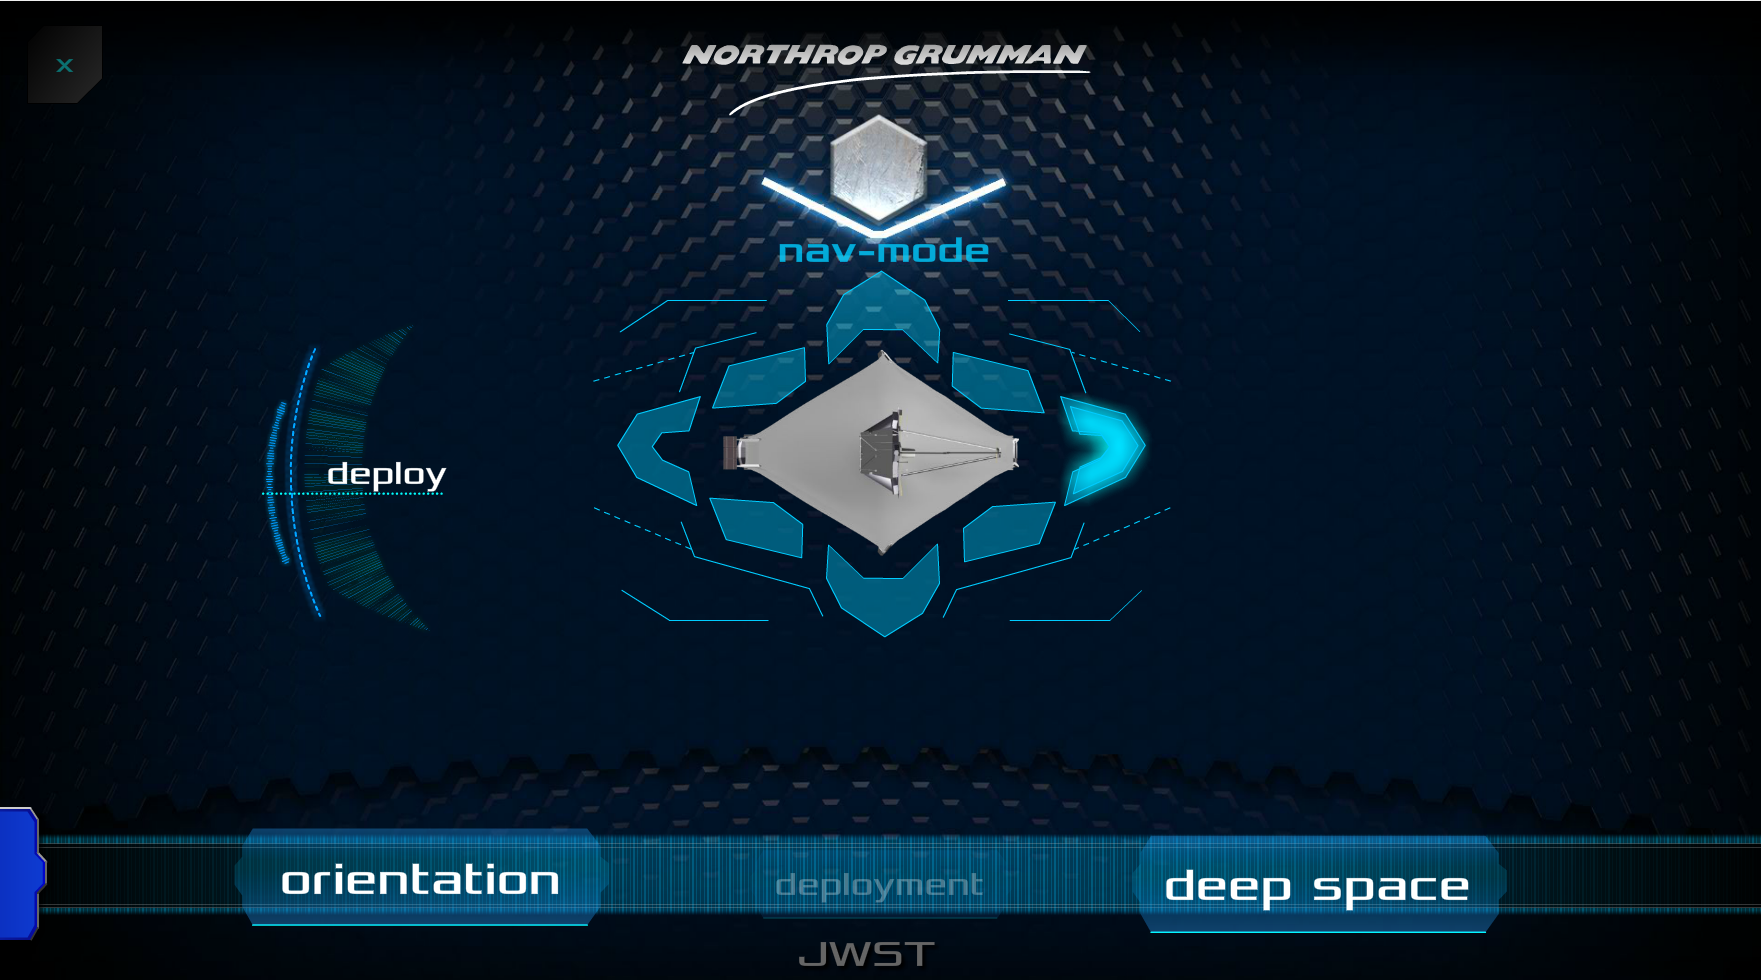 x
NORTHROP GRUMMAN
nav-mode
deploy
orientation
deployment
deep space
JWST